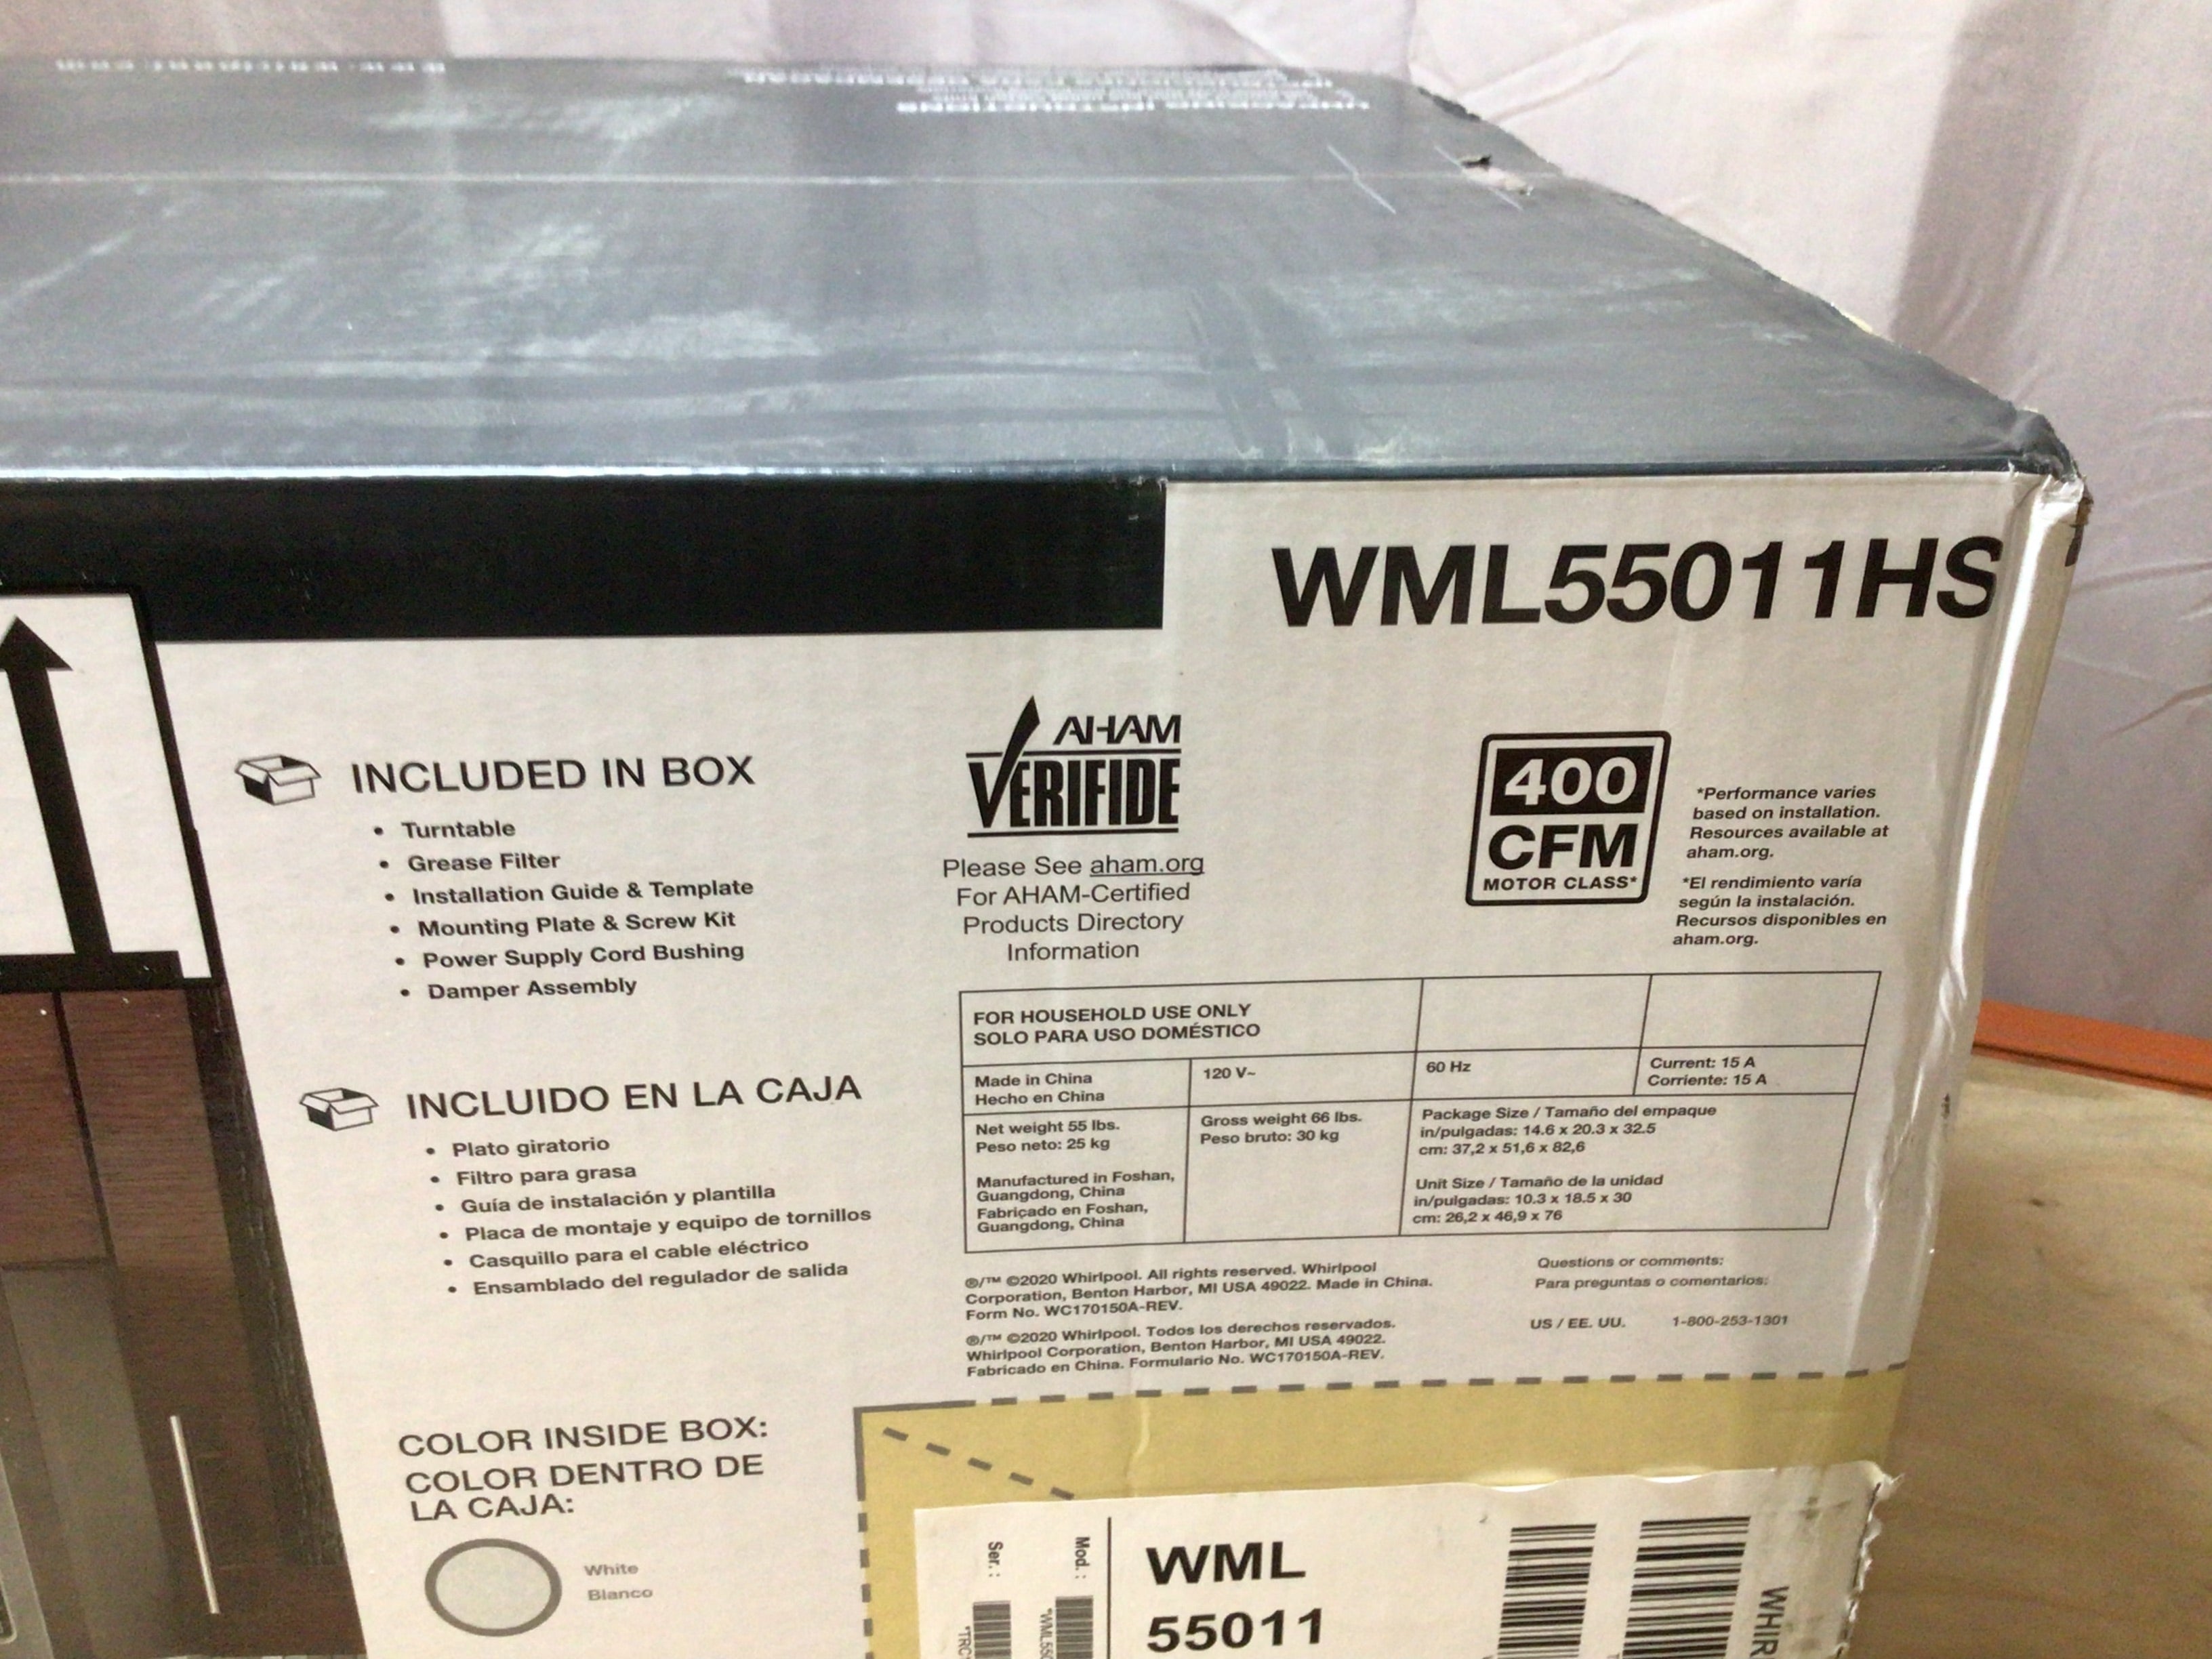 WML55011HS
INCLUDED IN BOX
• Turntable
• Grease Filter
• Installation Guide & Template
• Mounting Plate & Screw Kit
• Power Supply Cord Bushing
• Damper Assembly
INCLUIDO EN LA CAJA
• Plato giratorio
• Filtro para grasa
• Guía de instalación y plantilla
• Placa de montaje y equipo de tornillos
• Casquillo para el cable eléctrico
• Ensamblado del regulador de salida
COLOR INSIDE BOX:
COLOR DENTRO DE
LA CAJA:
White
Blanco
AHAM
VERIFIDE
Please See aham.org
For AHAM-Certified
Products Directory
Information
400
CFM
MOTOR CLASS*
*Performance varies
based on installation.
Resources available at
aham.org.
*El rendimiento varía
según la instalación.
Recursos disponibles en
aham.org.
FOR HOUSEHOLD USE ONLY
SOLO PARA USO DOMÉSTICO
Made in China
Hecho en China
120 V~
60 Hz
Current: 15 A
Corriente: 15 A
Net weight 55 lbs.
Peso neto: 25 kg
Manufactured in Foshan,
Guangdong, China
Fabricado en Foshan,
Guangdong, China
Gross weight 66 lbs.
Peso bruto: 30 kg
Package Size / Tamaño del empaque
in/pulgadas: 14.6 x 20.3 x 32.5
cm: 37,2 x 51,6 x 82,6
Unit Size / Tamaño de la unidad
in/pulgadas: 10.3 x 18.5 x 30
cm: 26,2 x 46,9 x 76
®/™ ©2020 Whirlpool. All rights reserved. Whirlpool
Corporation, Benton Harbor, MI USA 49022. Made in China.
Form No. WC170150A-REV.
®/™ ©2020 Whirlpool. Todos los derechos reservados.
Whirlpool Corporation, Benton Harbor, MI USA 49022.
Fabricado en China. Formulario No. WC170150A-REV.
Questions or comments:
Para preguntas o comentarios:
US / EE. UU. 1-800-253-1301
Ser. :
Mod. :
WML
55011
WHIR